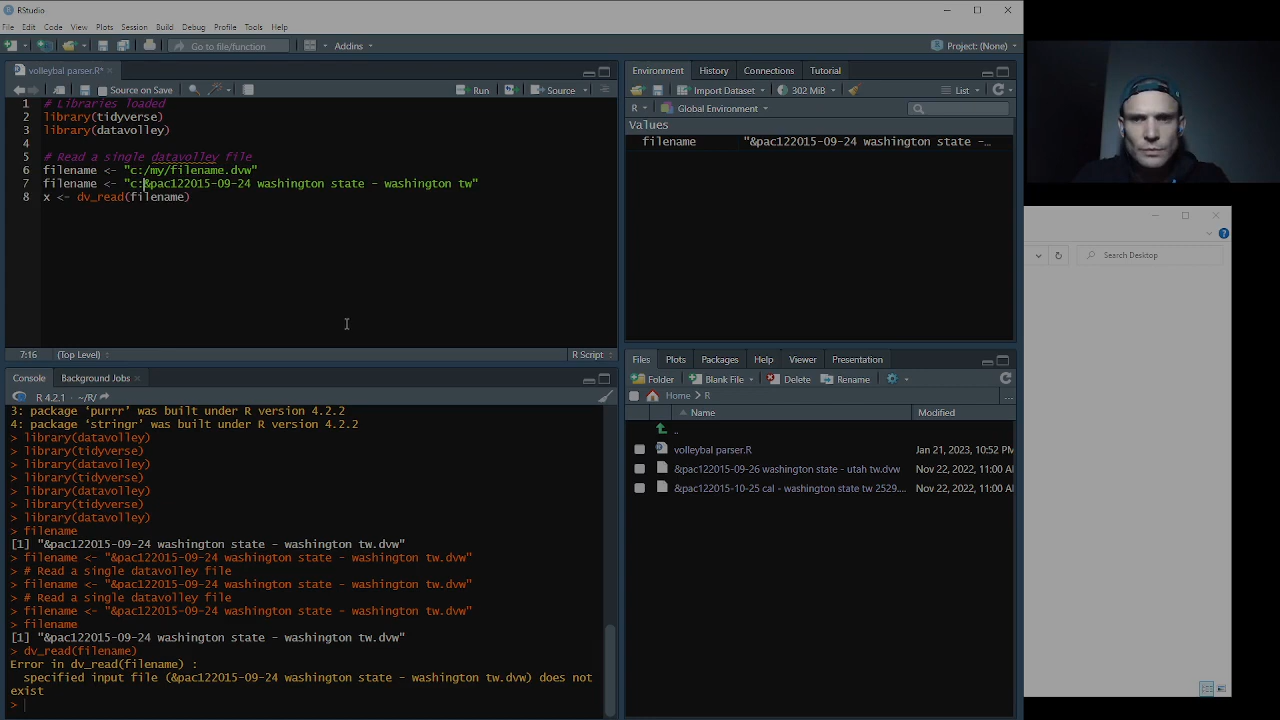 RStudio
File Edit Code View Plots Session Build Debug Profile Tools Help
Go to file/function
Addins
Project: (None)
volleybal parser.R*
Source on Save
Run
Source
1 # Libraries loaded
2 library(tidyverse)
3 library(datavolley)
4
5 # Read a single datavolley file
6 filename <- "c:/my/filename.dvw"
7 filename <- "c:&pac122015-09-24 washington state - washington tw"
8 x <- dv_read(filename)
7:16 (Top Level) R Script
Console Background Jobs
R 4.2.1 · ~/R/
3: package ‘purrr’ was built under R version 4.2.2
4: package ‘stringr’ was built under R version 4.2.2
> library(datavolley)
> library(tidyverse)
> library(datavolley)
> library(tidyverse)
> library(datavolley)
> library(tidyverse)
> library(datavolley)
> filename
[1] "&pac122015-09-24 washington state - washington tw.dvw"
> filename <- "&pac122015-09-24 washington state - washington tw.dvw"
> # Read a single datavolley file
> filename <- "&pac122015-09-24 washington state - washington tw.dvw"
> # Read a single datavolley file
> filename <- "&pac122015-09-24 washington state - washington tw.dvw"
> filename
[1] "&pac122015-09-24 washington state - washington tw.dvw"
> dv_read(filename)
Error in dv_read(filename) :
specified input file (&pac122015-09-24 washington state - washington tw.dvw) does not
exist
>
Environment History Connections Tutorial
Import Dataset 302 MiB List
R Global Environment
Values
filename "&pac122015-09-24 washington state -…
Files Plots Packages Help Viewer Presentation
Folder Blank File Delete Rename
Home > R
Name Modified
..
volleybal parser.R Jan 21, 2023, 10:52 PM
&pac122015-09-26 washington state - utah tw.dvw Nov 22, 2022, 11:00 A
&pac122015-10-25 cal - washington state tw 2529.... Nov 22, 2022, 11:00 A
Search Desktop